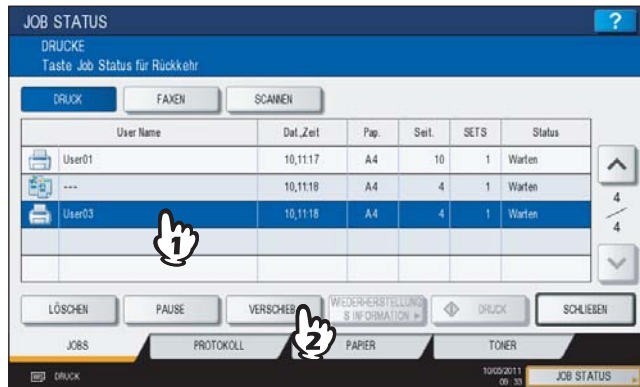 JOB STATUS ?
DRUCKE
Taste Job Status für Rückkehr
DRUCK FAXEN SCANNEN
User Name Dat.,Zeit Pap. Seit. SETS Status
User01 10,11:17 A4 10 1 Warten
--- 10,11:18 A4 4 1 Warten
User03 10,11:18 A4 4 1 Warten
4
4
1
LÖSCHEN PAUSE VERSCHIEB WIEDERHERSTELLUNG DRUCK SCHLIEßEN
S INFORMATION
2
JOBS PROTOKOLL PAPIER TONER
DRUCK 10/05/2011 JOB STATUS
09:33